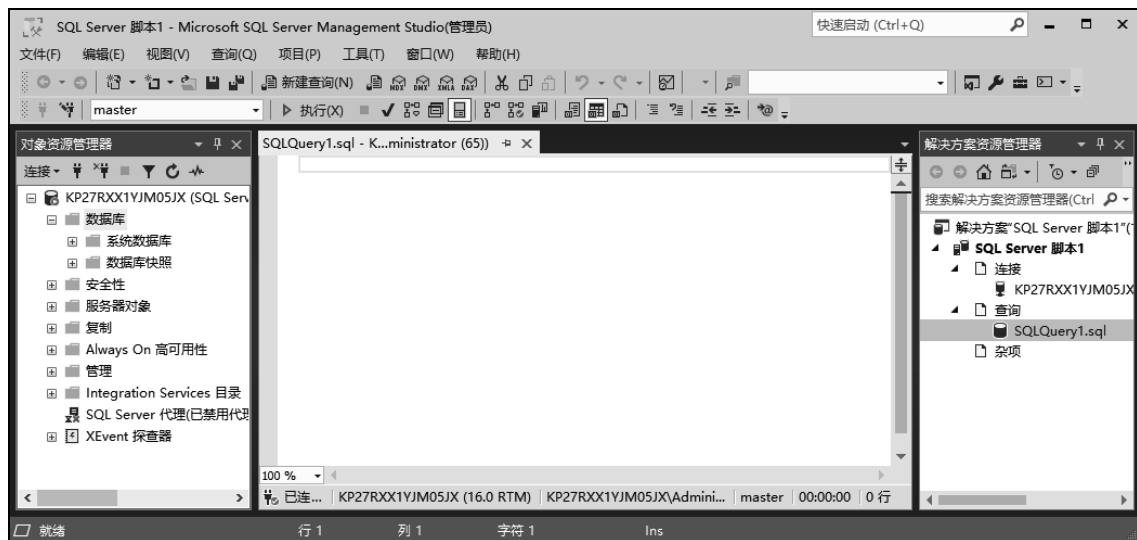 SQL Server 脚本1 - Microsoft SQL Server Management Studio(管理员)
快速启动 (Ctrl+Q)
文件(F) 编辑(E) 视图(V) 查询(Q) 项目(P) 工具(T) 窗口(W) 帮助(H)
新建查询(N) MDX DMX XMLA DAX
master 执行(X)
对象资源管理器
连接
KP27RXX1YJM05JX (SQL Serv
数据库
系统数据库
数据库快照
安全性
服务器对象
复制
Always On 高可用性
管理
Integration Services 目录
SQL Server 代理(已禁用代理
XEvent 探查器
SQLQuery1.sql - K...ministrator (65))
100 %
已连... KP27RXX1YJM05JX (16.0 RTM) KP27RXX1YJM05JX\Admini... master 00:00:00 0 行
解决方案资源管理器
搜索解决方案资源管理器(Ctrl
解决方案"SQL Server 脚本1"(
SQL Server 脚本1
连接
KP27RXX1YJM05JX
查询
SQLQuery1.sql
杂项
就绪 行 1 列 1 字符 1 Ins